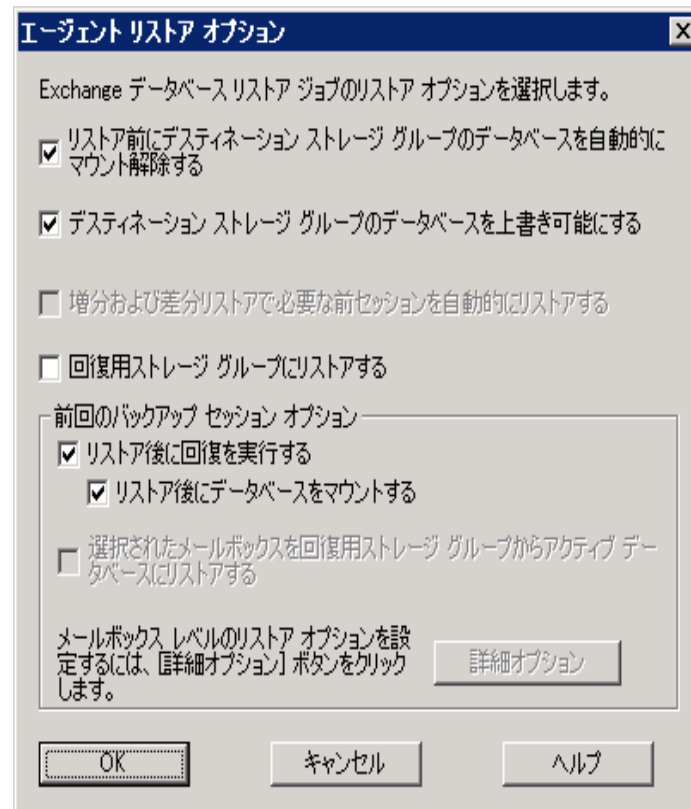 エージェント リストア オプション
Exchange データベース リストア ジョブのリストア オプションを選択します。
リストア前にデスティネーション ストレージ グループのデータベースを自動的に
マウント解除する
デスティネーション ストレージ グループのデータベースを上書き可能にする
増分および差分リストアで必要な前セッションを自動的にリストアする
回復用ストレージ グループにリストアする
前回のバックアップ セッション オプション
リストア後に回復を実行する
リストア後にデータベースをマウントする
選択されたメールボックスを回復用ストレージ グループからアクティブ デー
タベースにリストアする
メールボックス レベルのリストア オプションを設
定するには、[詳細オプション] ボタンをクリック
します。
詳細オプション
OK
キャンセル
ヘルプ